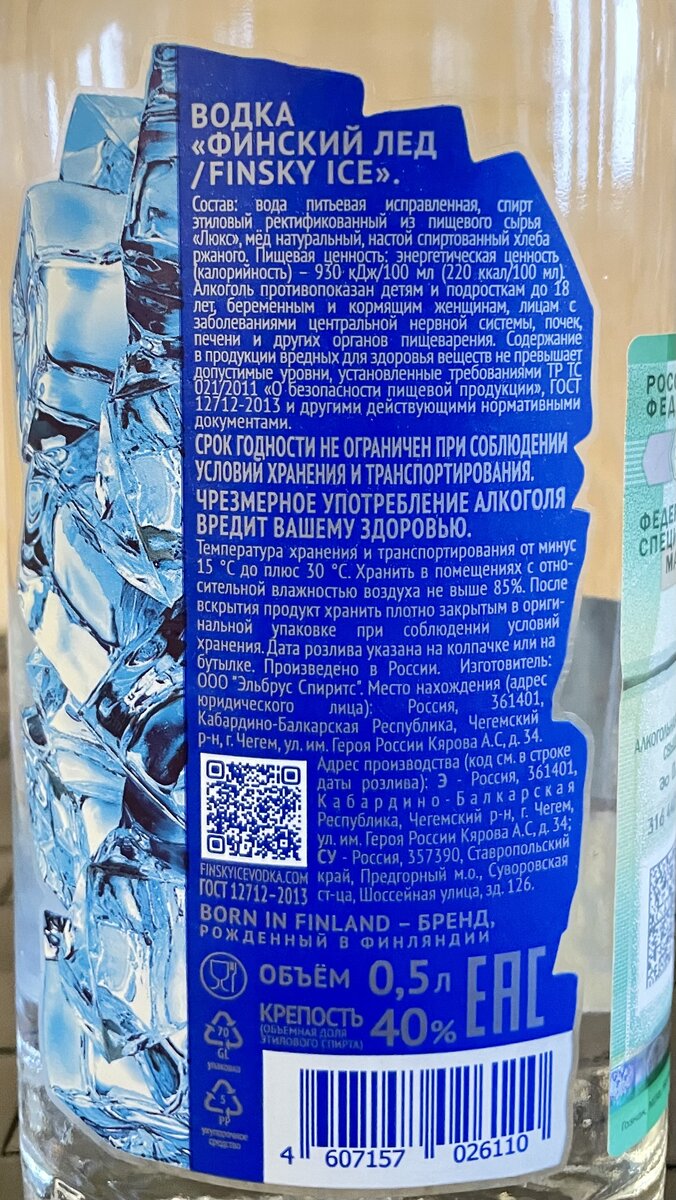 ВОДКА
«ФИНСКИЙ ЛЕД
/FINSKY ICE».
Состав: вода питьевая исправленная, спирт
этиловый ректификованный из пищевого сырья
«Люкс», мёд натуральный, настой спиртованный хлеба
ржаного. Пищевая ценность: энергетическая ценность
(калорийность) – 930 кДж/100 мл (220 ккал/100 мл).
Алкоголь противопоказан детям и подросткам до 18
лет, беременным и кормящим женщинам, лицам с
заболеваниями центральной нервной системы, почек,
печени и других органов пищеварения. Содержание
в продукции вредных для здоровья веществ не превышает
допустимые уровни, установленные требованиями ТР ТС
021/2011 «О безопасности пищевой продукции», ГОСТ
12712-2013 и другими действующими нормативными
документами.
СРОК ГОДНОСТИ НЕ ОГРАНИЧЕН ПРИ СОБЛЮДЕНИИ
УСЛОВИЙ ХРАНЕНИЯ И ТРАНСПОРТИРОВАНИЯ.
ЧРЕЗМЕРНОЕ УПОТРЕБЛЕНИЕ АЛКОГОЛЯ
ВРЕДИТ ВАШЕМУ ЗДОРОВЬЮ.
Температура хранения и транспортирования от минус
15 °С до плюс 30 °С. Хранить в помещениях с отно-
сительной влажностью воздуха не выше 85%. После
вскрытия продукт хранить плотно закрытым в ориги-
нальной упаковке при соблюдении условий
хранения. Дата розлива указана на колпачке или на
бутылке. Произведено в России. Изготовитель:
ООО "Эльбрус Спиритс". Место нахождения (адрес
юридического лица): Россия, 361401,
Кабардино-Балкарская Республика, Чегемский
р-н, г. Чегем, ул. им. Героя России Кярова А.С, д. 34.
Адрес производства (код см. в строке
даты розлива): Э - Россия, 361401,
Кабардино-Балкарская
Республика, Чегемский р-н, г. Чегем,
ул. им. Героя России Кярова А.С, д. 34;
СУ - Россия, 357390, Ставропольский
край, Предгорный м.о., Суворовская
ст-ца, Шоссейная улица, зд. 126.
FINSKYICEVODKA.COM
ГОСТ 12712-2013
BORN IN FINLAND – БРЕНД,
РОЖДЕННЫЙ В ФИНЛЯНДИИ
ОБЪЁМ 0,5 л
EAC
КРЕПОСТЬ
(ОБЪЕМНАЯ ДОЛЯ
ЭТИЛОВОГО СПИРТА)
40%
70
GL
упаковка
5
PP
укупорочное
средство
4 607157 026110
РОСС
ФЕД
ФЕДЕР
СПЕЦ
МА
АЛКОГОЛЬН
316